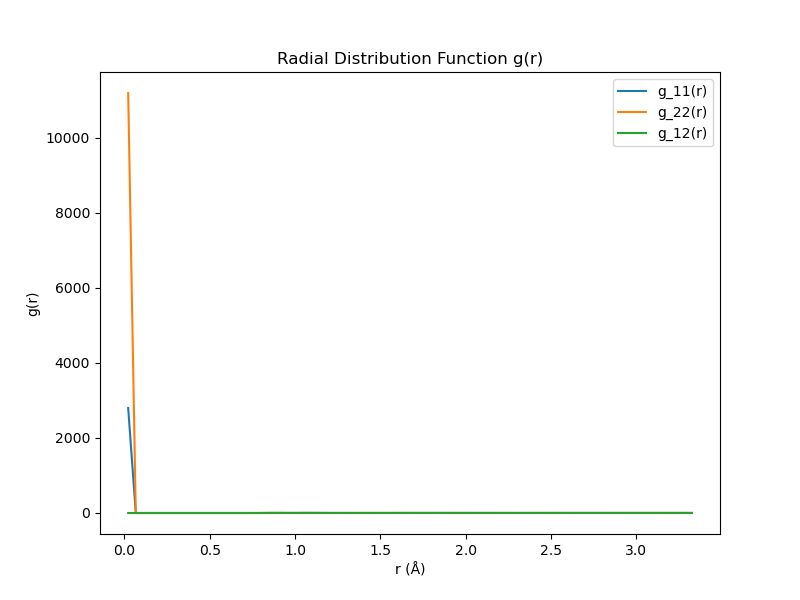 Radial Distribution Function g(r)
g_11(r)
g_22(r)
g_12(r)
10000
8000
6000
4000
2000
0
g(r)
0.0 0.5 1.0 1.5 2.0 2.5 3.0
r (Å)